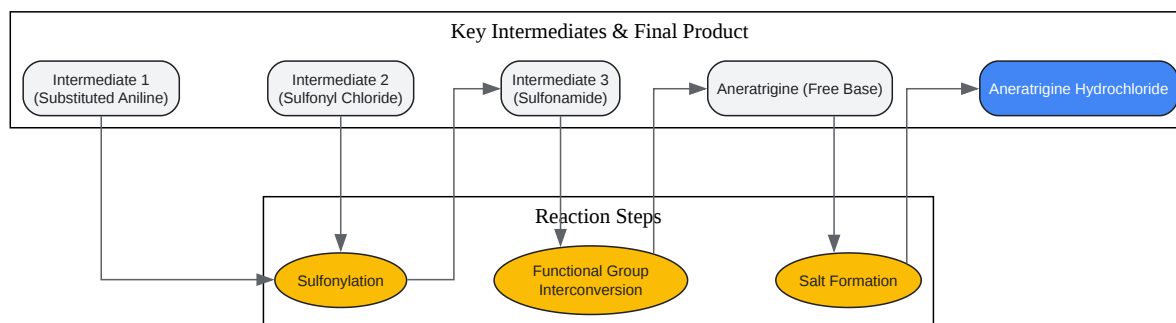 Key Intermediates & Final Product
Intermediate 1
(Substituted Aniline)
Intermediate 2
(Sulfonyl Chloride)
Intermediate 3
(Sulfonamide)
Aneratrigine (Free Base)
Aneratrigine Hydrochloride
Reaction Steps
Sulfonylation
Functional Group
Interconversion
Salt Formation